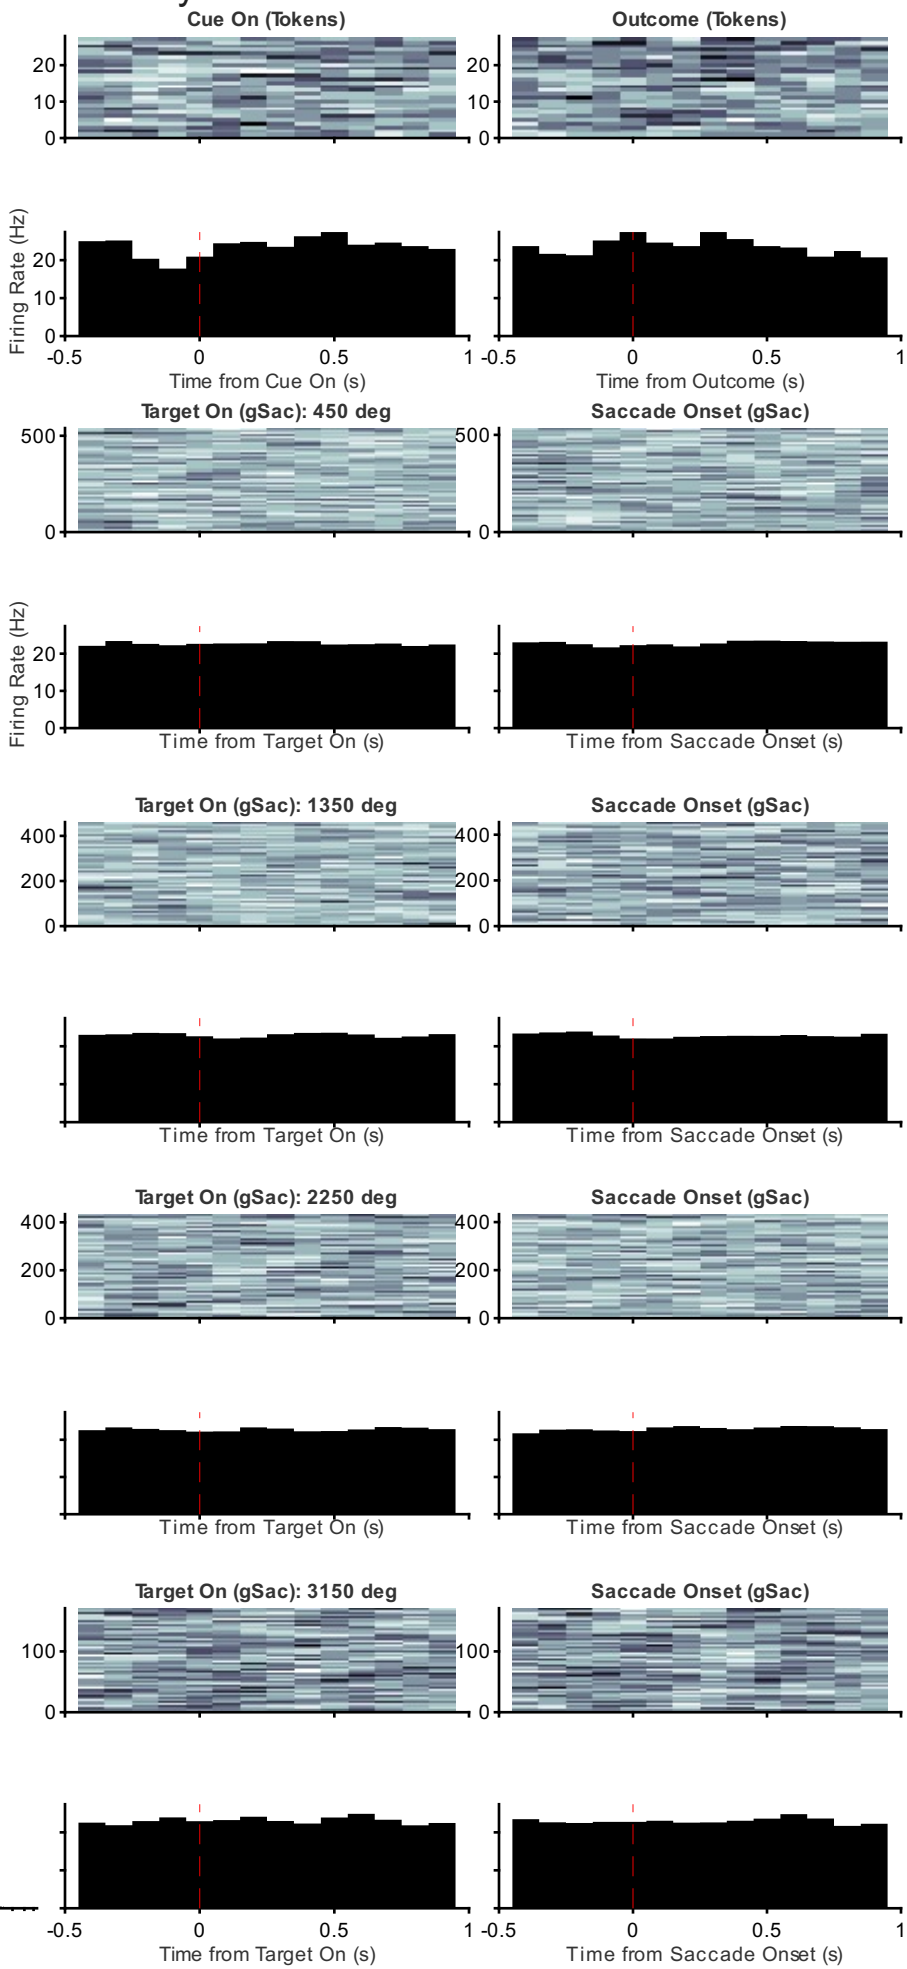 Cue On (Tokens) Outcome (Tokens)
20 20
10 10
0 0
Firing Rate (Hz)
20
10
0
-0.5 0 0.5 1 -0.5 0 0.5 1
Time from Cue On (s) Time from Outcome (s)
Target On (gSac): 450 deg Saccade Onset (gSac)
500 500
0 0
Firing Rate (Hz)
20
10
0
Time from Target On (s) Time from Saccade Onset (s)
Target On (gSac): 1350 deg Saccade Onset (gSac)
400 400
200 200
0 0
Time from Target On (s) Time from Saccade Onset (s)
Target On (gSac): 2250 deg Saccade Onset (gSac)
400 400
200 200
0 0
Time from Target On (s) Time from Saccade Onset (s)
Target On (gSac): 3150 deg Saccade Onset (gSac)
100 100
0 0
-0.5 0 0.5 1 -0.5 0 0.5 1
Time from Target On (s) Time from Saccade Onset (s)